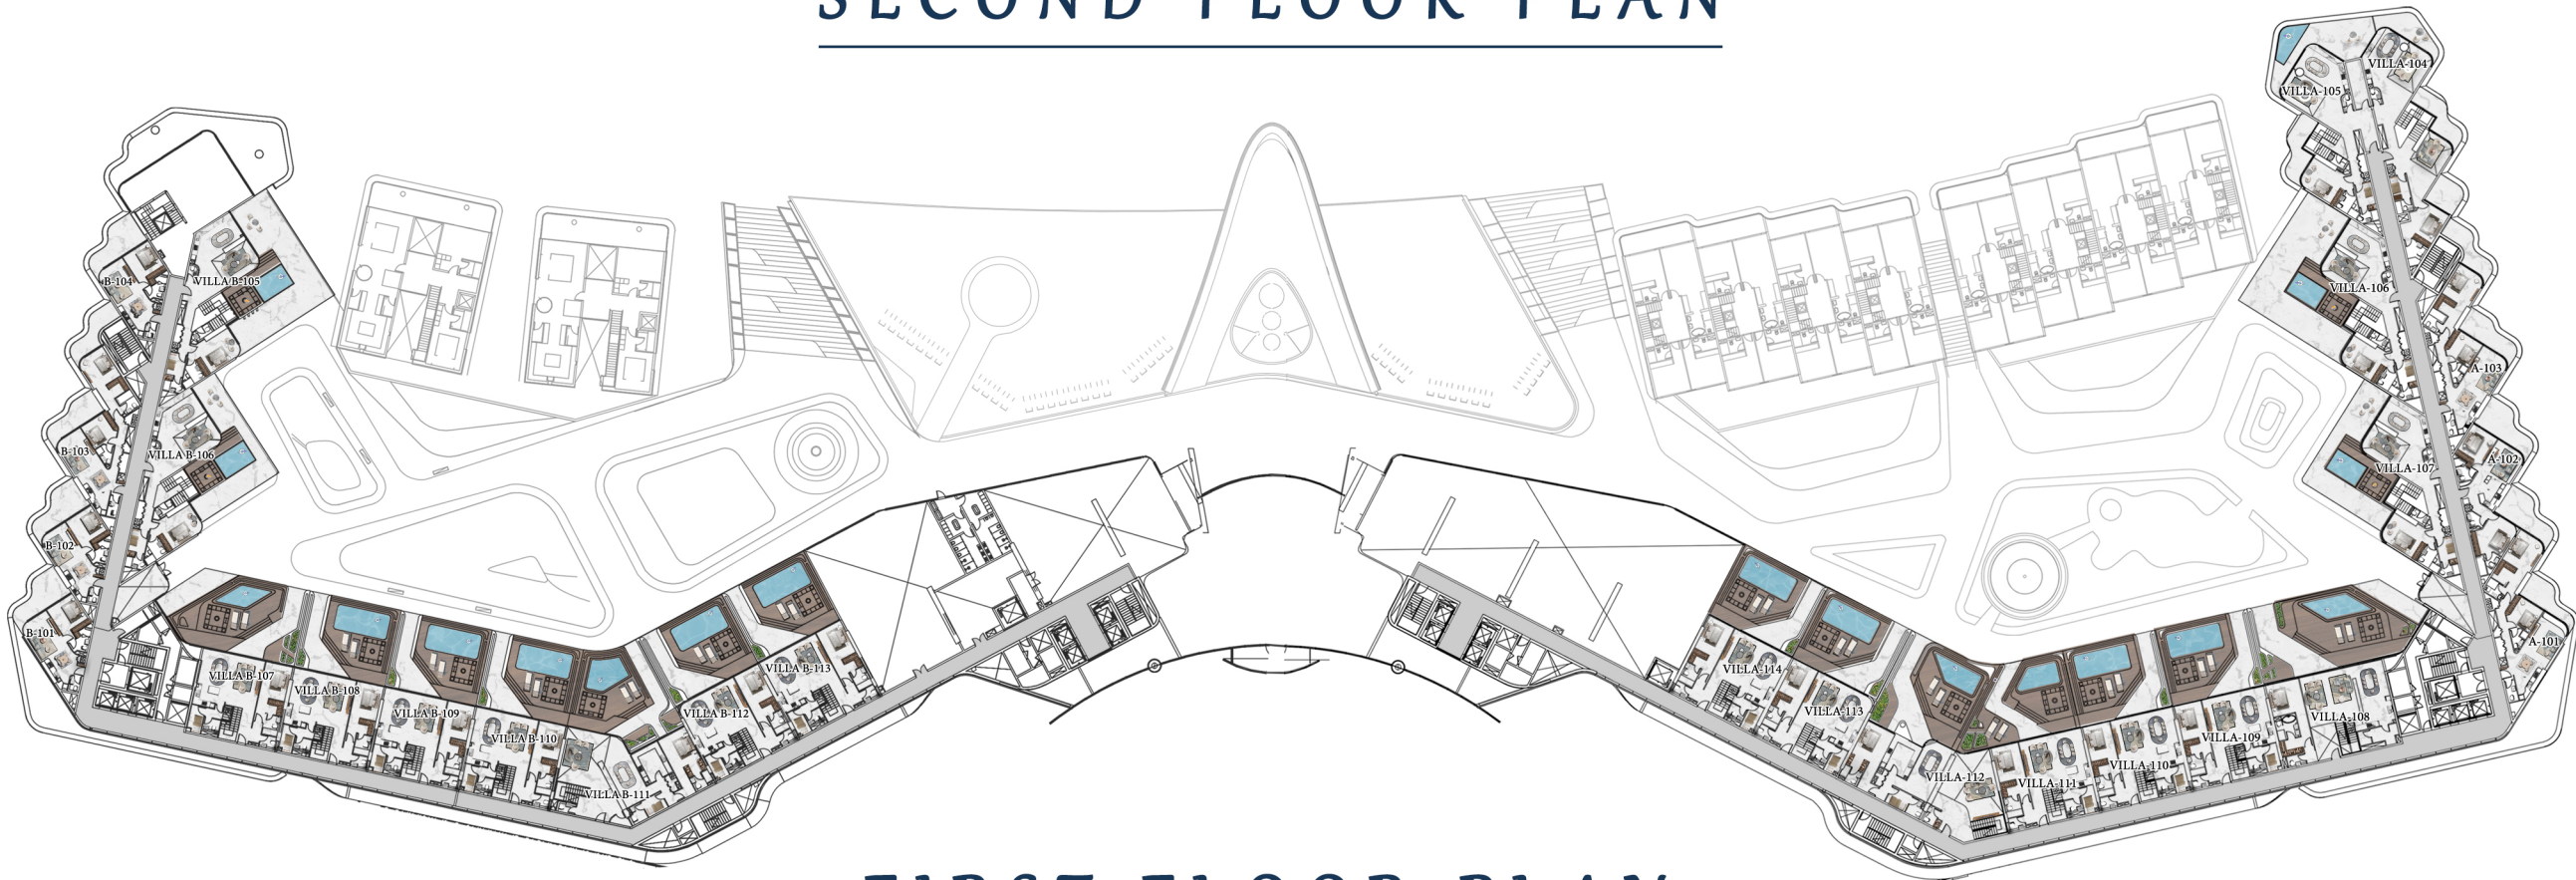 SECOND FLOOR PLAN
VILLA-104
VILLA-105
B-104
VILLA B-105
VILLA-106
A-103
B-103
VILLA B-106
VILLA-107
A-102
B-102
B-101
A-101
VILLA B-107
VILLA B-108
VILLA B-109
VILLA B-110
VILLA B-111
VILLA B-112
VILLA B-113
VILLA-114
VILLA-113
VILLA-112
VILLA-111
VILLA-110
VILLA-109
VILLA-108
FIRST FLOOR PLAN